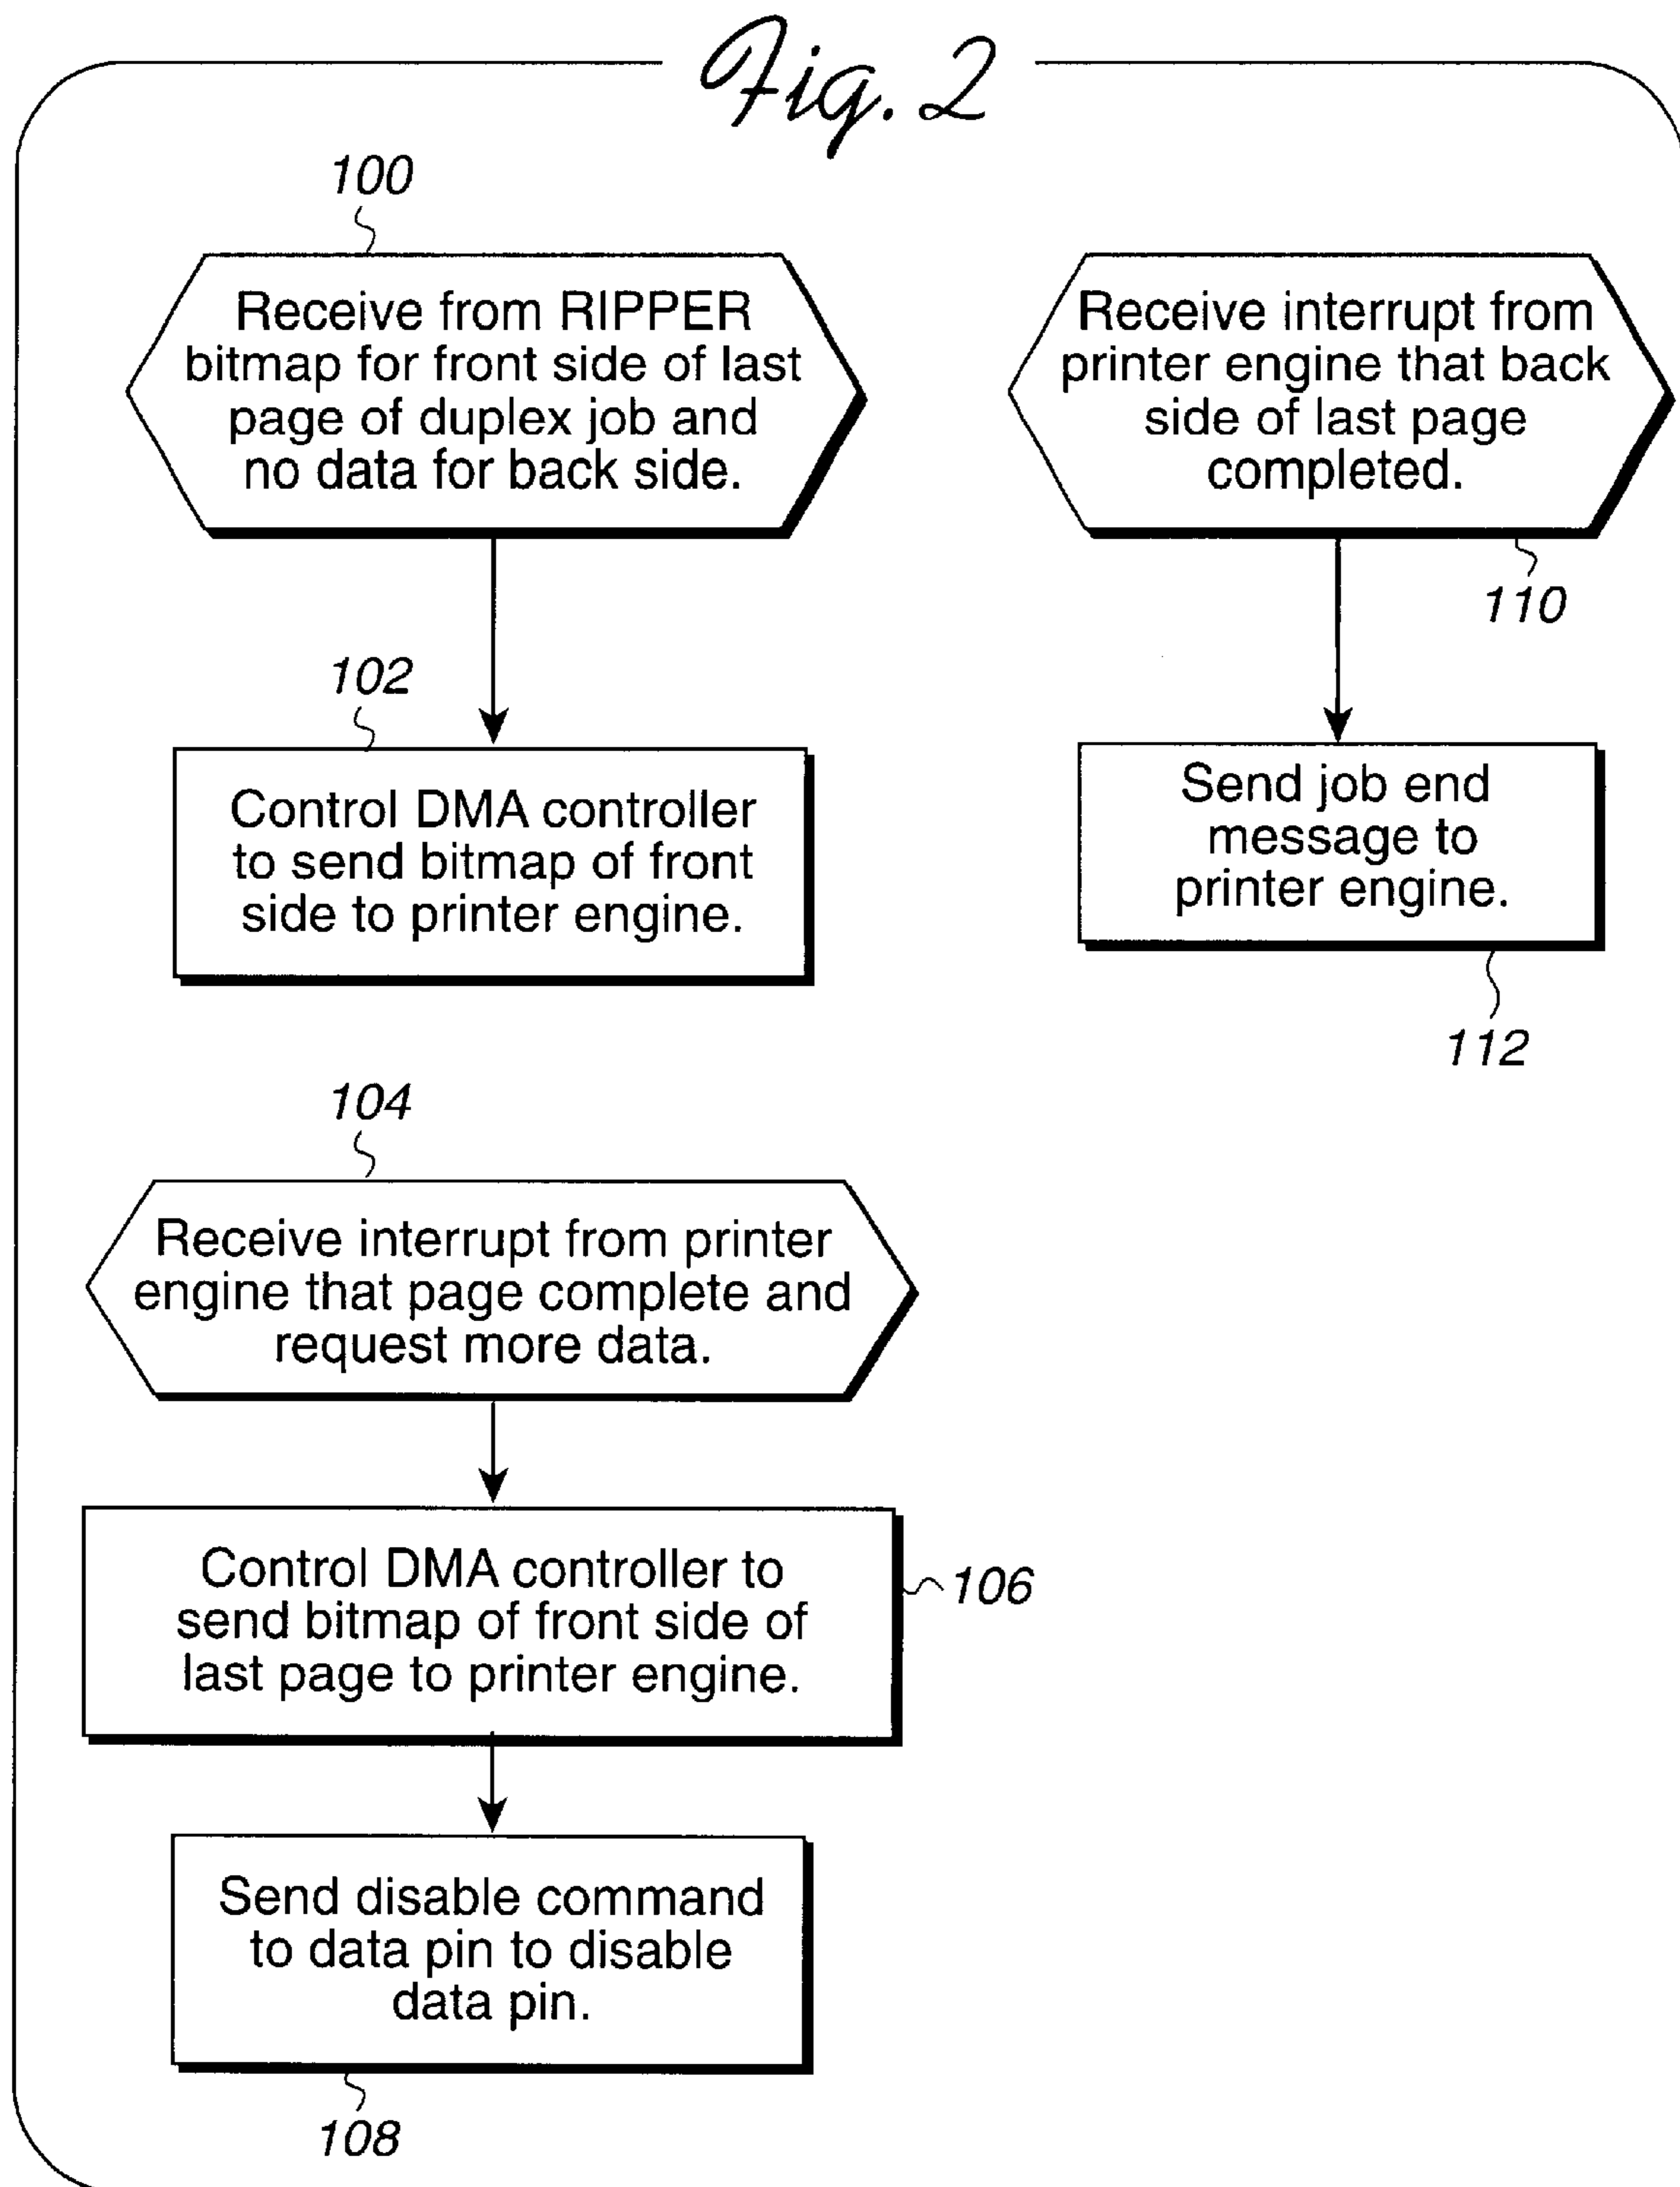 Fig. 2
100
Receive from RIPPER
bitmap for front side of last
page of duplex job and
no data for back side.
102
Control DMA controller
to send bitmap of front
side to printer engine.
104
Receive interrupt from printer
engine that page complete and
request more data.
Control DMA controller to
send bitmap of front side of
last page to printer engine.
106
Send disable command
to data pin to disable
data pin.
108
Receive interrupt from
printer engine that back
side of last page
completed.
110
Send job end
message to
printer engine.
112